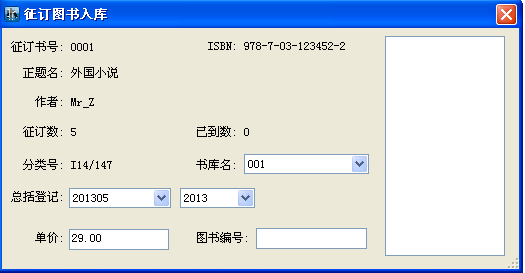 征订图书入库
征订书号: 0001 ISBN: 978-7-03-123452-2
正题名: 外国小说
作者: Mr_Z
征订数: 5 已到数: 0
分类号: I14/147 书库名: 001
总括登记: 201305 2013
单价: 29.00 图书编号: